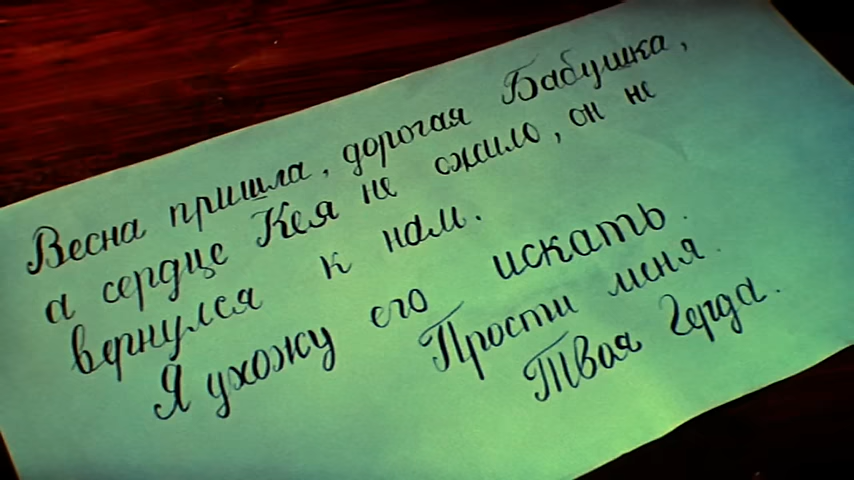 Весна пришла, дорогая Бабушка,
а сердце Кея не ожило, он не
вернулся к нам.
Я ухожу его искать.
Прости меня.
Твоя Герда.